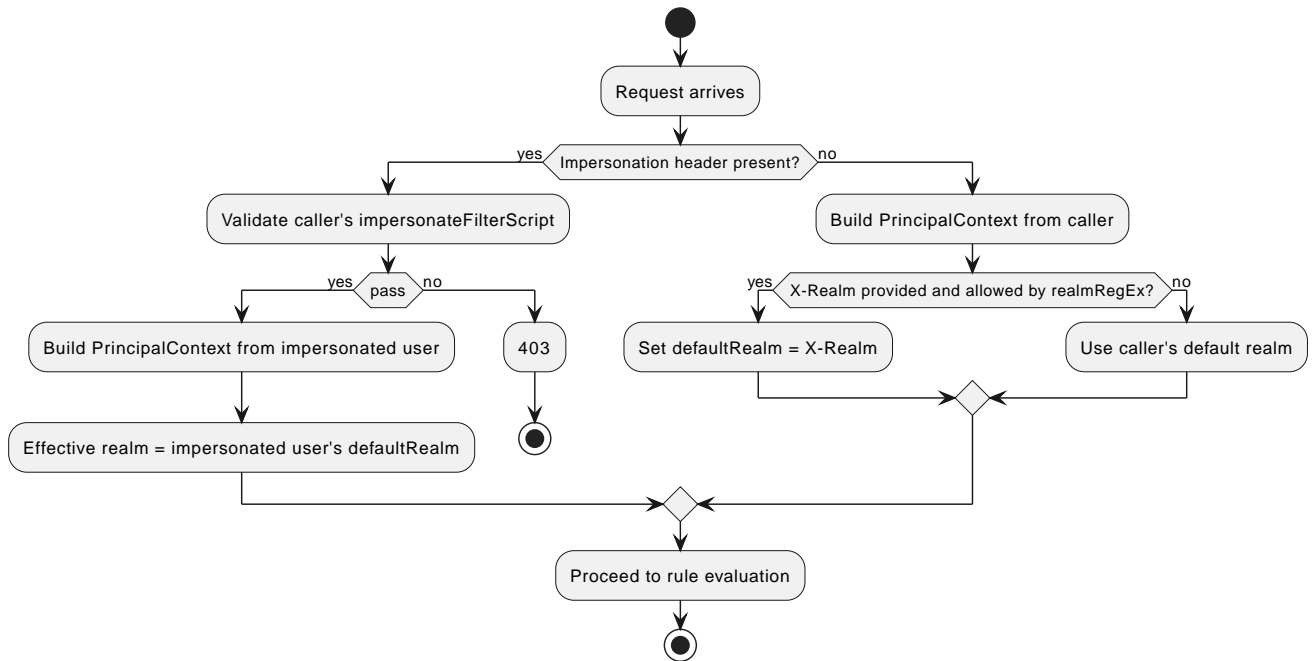 Request arrives
yes
Impersonation header present?
no
Validate caller's impersonateFilterScript
Build PrincipalContext from caller
yes
pass
no
yes
X-Realm provided and allowed by realmRegEx?
no
Build PrincipalContext from impersonated user
403
Set defaultRealm = X-Realm
Use caller's default realm
Effective realm = impersonated user's defaultRealm
Proceed to rule evaluation